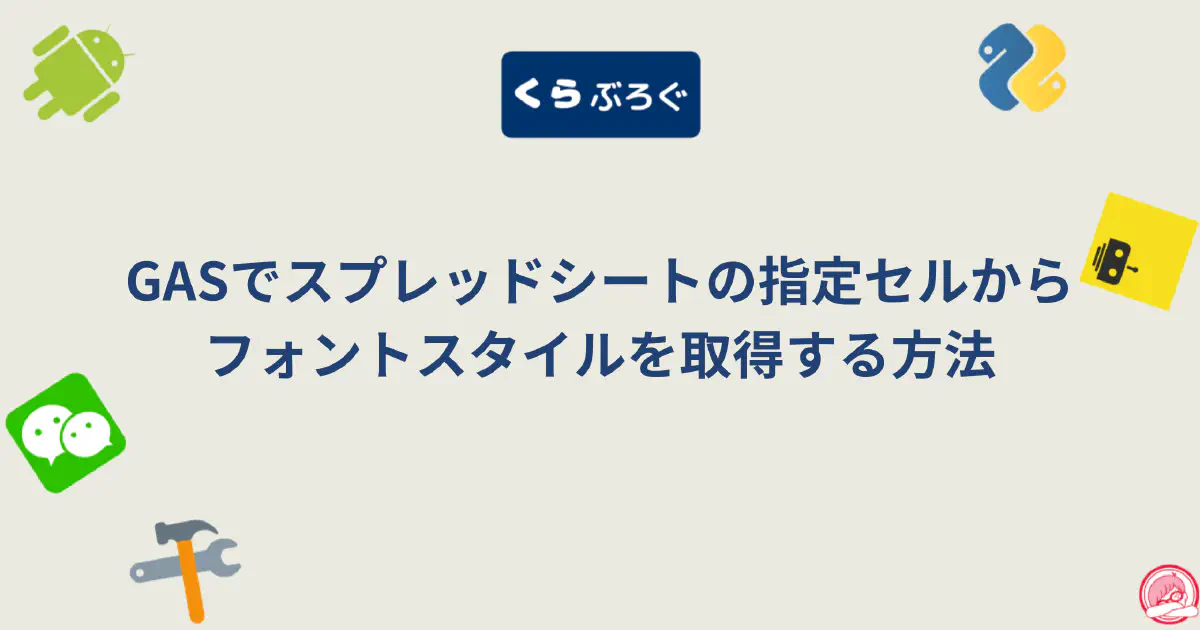 くらぶろぐ
GASでスプレッドシートの指定セルから
フォントスタイルを取得する方法